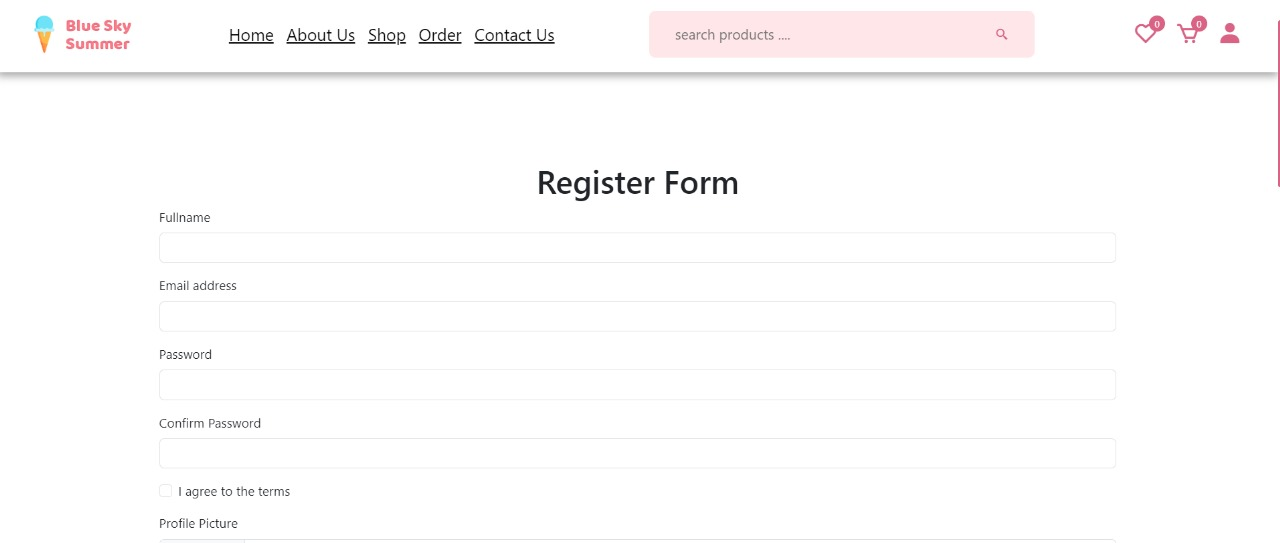 Blue Sky
Summer
Home About Us Shop Order Contact Us
search products ....
0
0
Register Form
Fullname
Email address
Password
Confirm Password
I agree to the terms
Profile Picture